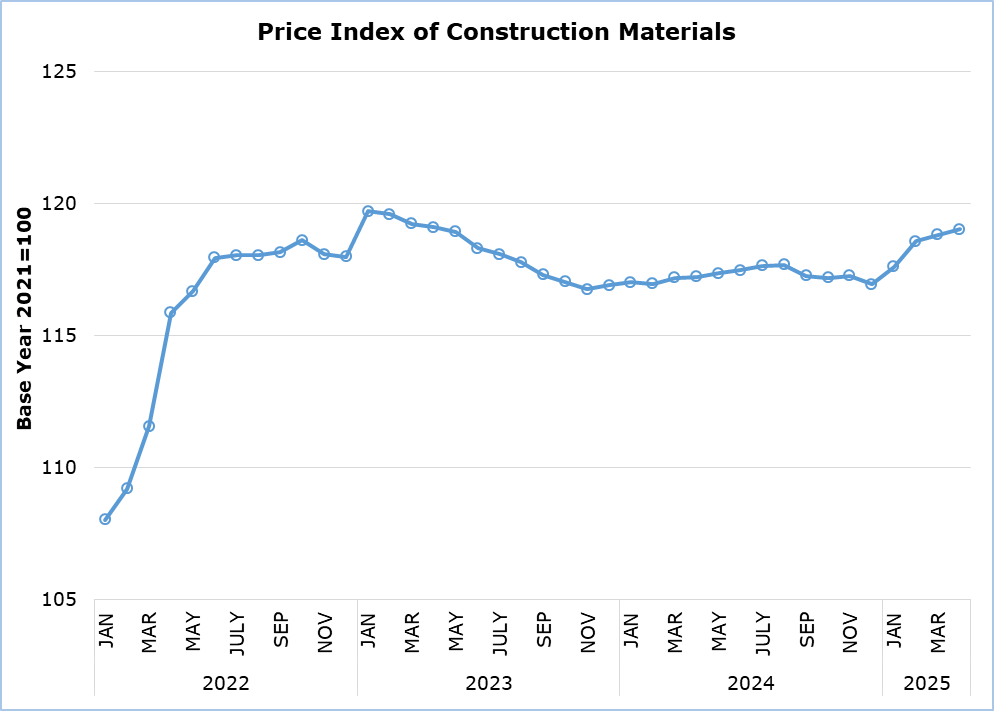 Price Index of Construction Materials
Base Year 2021=100
125
120
115
110
105
JAN MAR MAY JULY SEP NOV JAN MAR MAY JULY SEP NOV JAN MAR MAY JULY SEP NOV JAN MAR
2022 2023 2024 2025